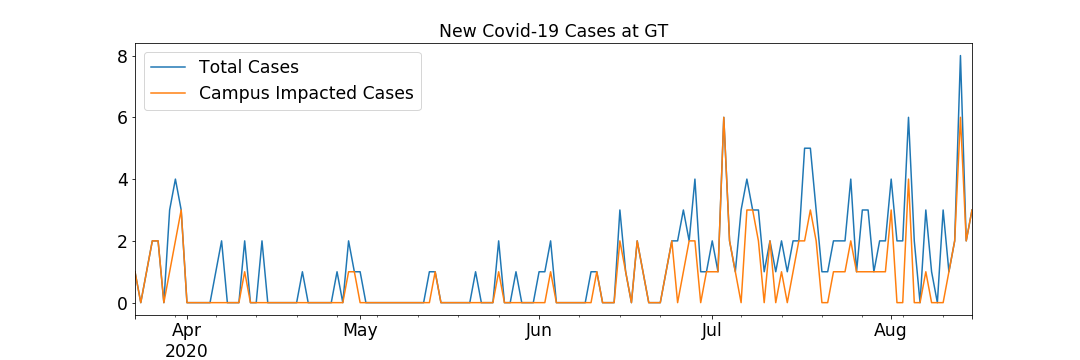 New Covid-19 Cases at GT
8
Total Cases
Campus Impacted Cases
6
4
2
0
Apr May Jun Jul Aug
2020